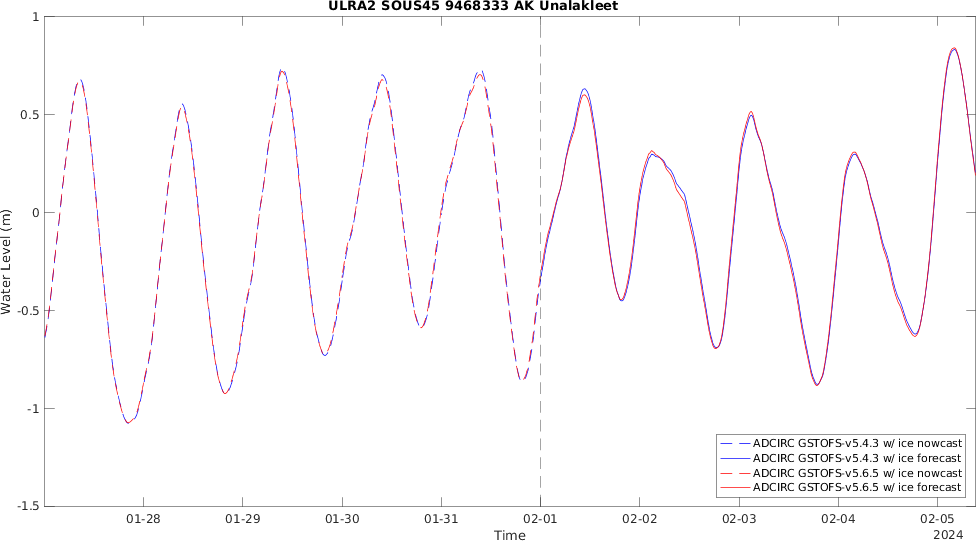 ULRA2 SOUS45 9468333 AK Unalakleet
1
0.5
0
-0.5
-1
-1.5
Water Level (m)
ADCIRC GSTOFS-v5.4.3 w/ ice nowcast
ADCIRC GSTOFS-v5.4.3 w/ ice forecast
ADCIRC GSTOFS-v5.6.5 w/ ice nowcast
ADCIRC GSTOFS-v5.6.5 w/ ice forecast
01-28 01-29 01-30 01-31 02-01 02-02 02-03 02-04 02-05
Time
2024